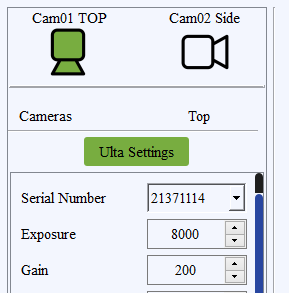 Cam01 TOP Cam02 Side
Cameras Top
Ulta Settings
Serial Number 21371114
Exposure 8000
Gain 200